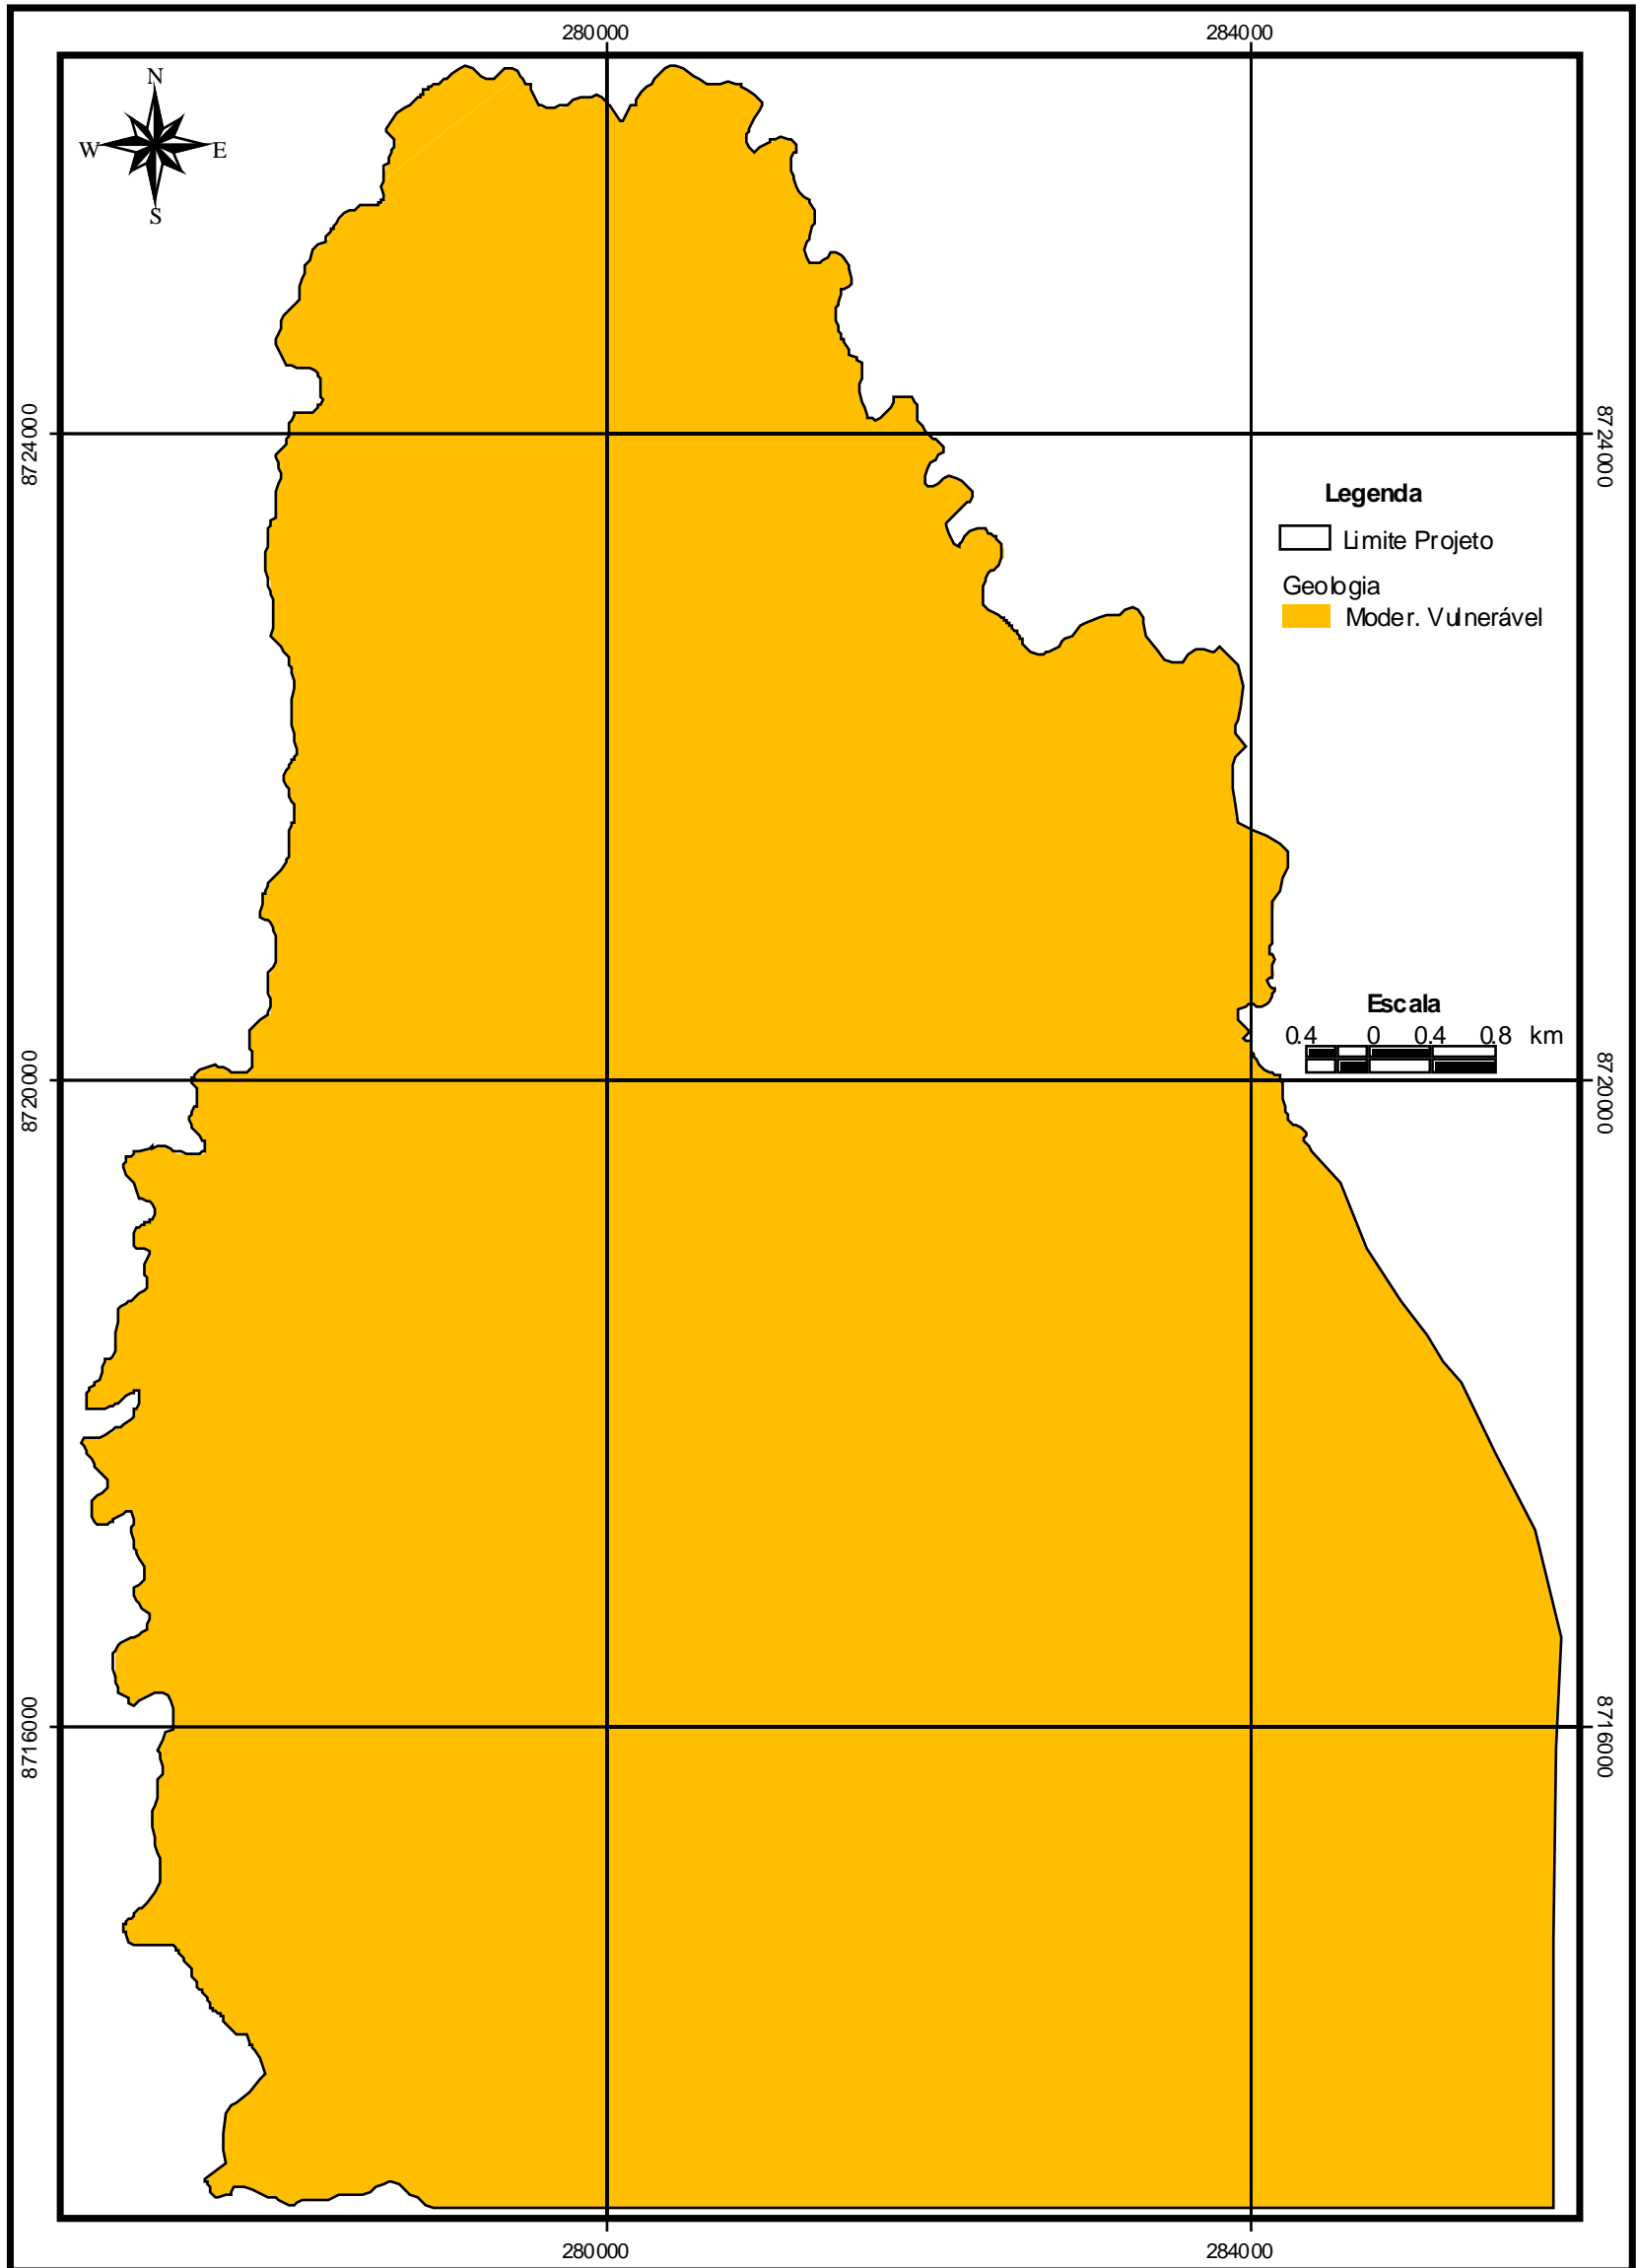 280000 284000
N
W E
S
8724000 8724000
Legenda
Limite Projeto
Geologia
Moder. Vulnerável
Escala
0.4 0 0.4 0.8 km
8720000 8720000
8716000 8716000
280000 284000